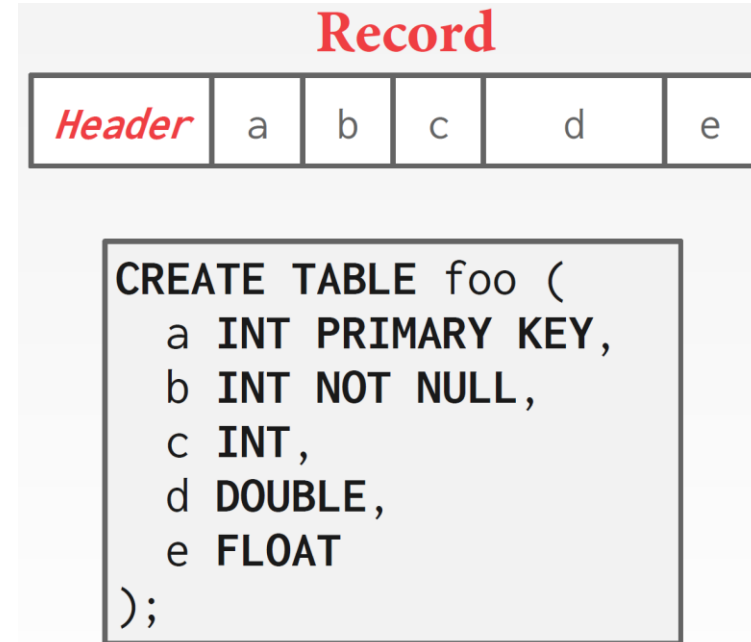 Record
Header a b c d e
CREATE TABLE foo (
  a INT PRIMARY KEY,
  b INT NOT NULL,
  c INT,
  d DOUBLE,
  e FLOAT
);